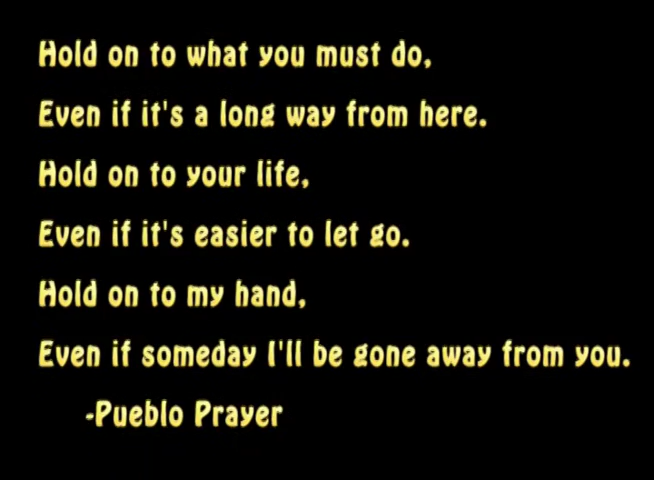 Hold on to what you must do,
Even if it's a long way from here.
Hold on to your life,
Even if it's easier to let go.
Hold on to my hand,
Even if someday I'll be gone away from you.
-Pueblo Prayer